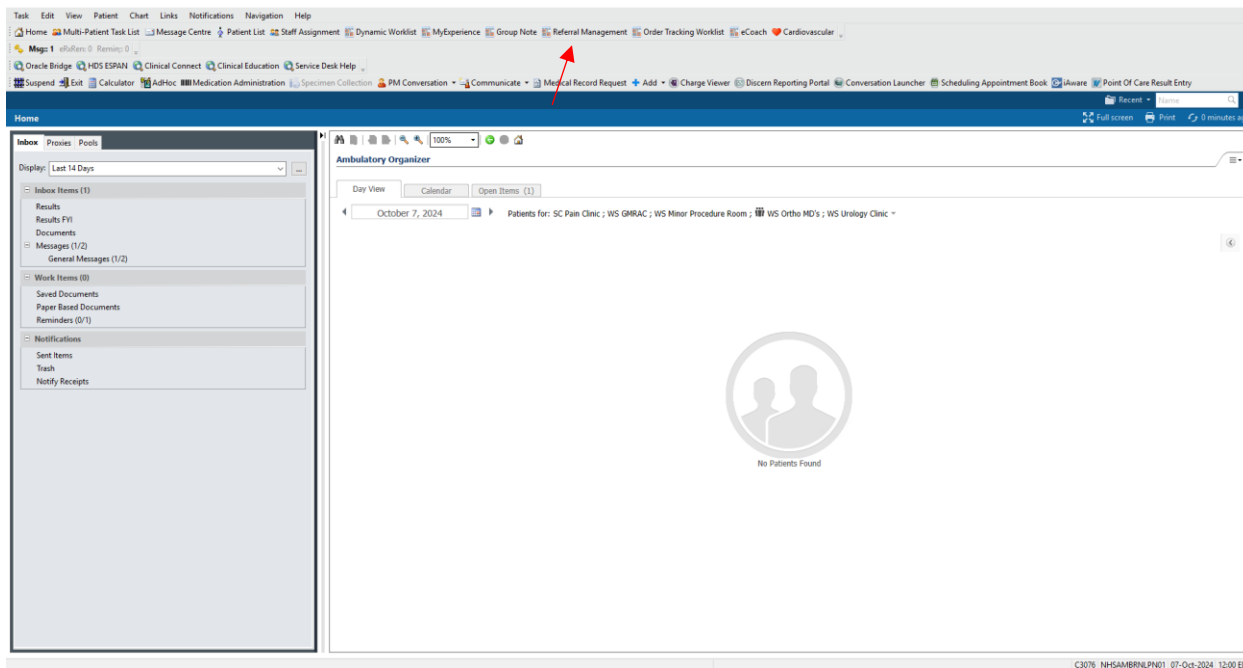 Task Edit View Patient Chart Links Notifications Navigation Help
Home Multi-Patient Task List Message Centre Patient List Staff Assignment Dynamic Worklist MyExperience Group Note Referral Management Order Tracking Worklist eCoach Cardiovascular
Msg: 1 eRxRen: 0 Remin: 0
Oracle Bridge HDS ESPAN Clinical Connect Clinical Education Service Desk Help
Suspend Exit Calculator AdHoc Medication Administration Specimen Collection PM Conversation Communicate Medical Record Request Add Charge Viewer Discern Reporting Portal Conversation Launcher Scheduling Appointment Book iAware Point Of Care Result Entry
Recent Name
Home Full screen Print 0 minutes a
Inbox Proxies Pools
100%
Ambulatory Organizer
Display: Last 14 Days ...
Day View Calendar Open Items (1)
Inbox Items (1)
Results
Results FYI
Documents
Messages (1/2)
General Messages (1/2)
October 7, 2024 Patients for: SC Pain Clinic ; WS GMRAC ; WS Minor Procedure Room ; WS Ortho MD's ; WS Urology Clinic
Work Items (0)
Saved Documents
Paper Based Documents
Reminders (0/1)
Notifications
Sent Items
Trash
Notify Receipts
No Patients Found
C3076 NHSAMBRNLPN01 07-Oct-2024 12:00